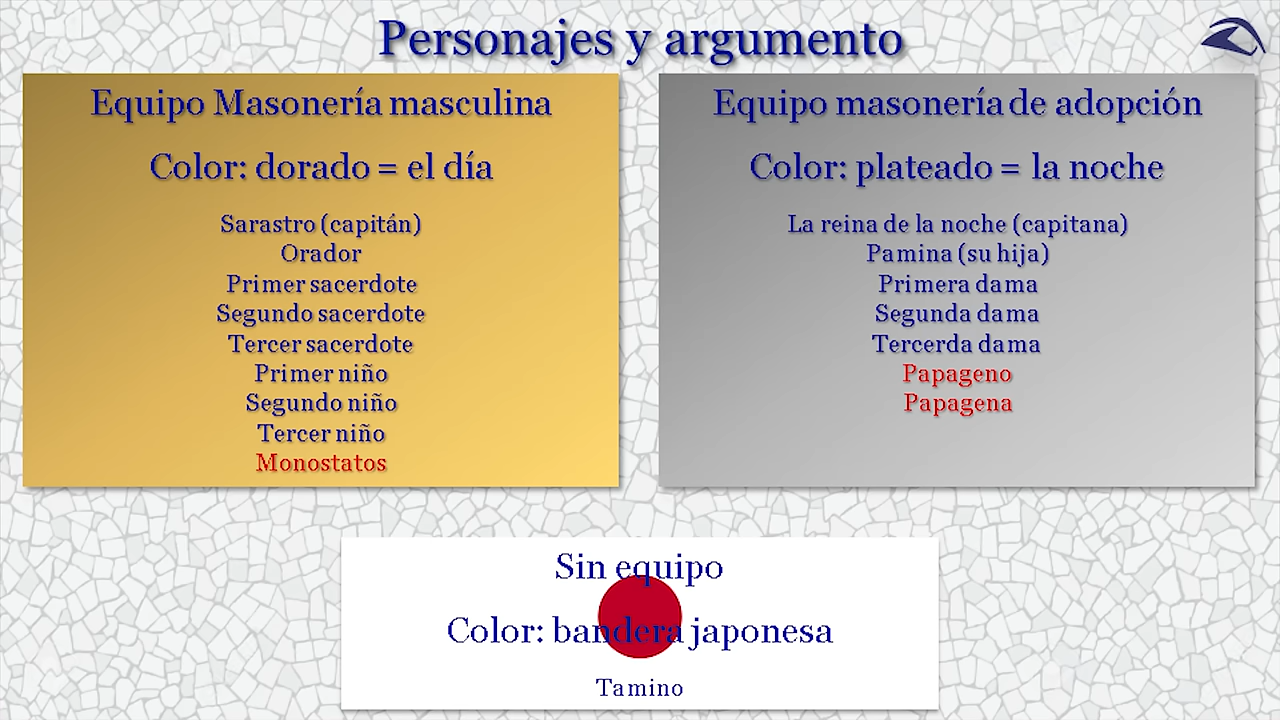 Personajes y argumento
Equipo Masonería masculina
Color: dorado = el día
Sarastro (capitán)
Orador
Primer sacerdote
Segundo sacerdote
Tercer sacerdote
Primer niño
Segundo niño
Tercer niño
Monostatos
Equipo masonería de adopción
Color: plateado = la noche
La reina de la noche (capitana)
Pamina (su hija)
Primera dama
Segunda dama
Tercerda dama
Papageno
Papagena
Sin equipo
Color: bandera japonesa
Tamino